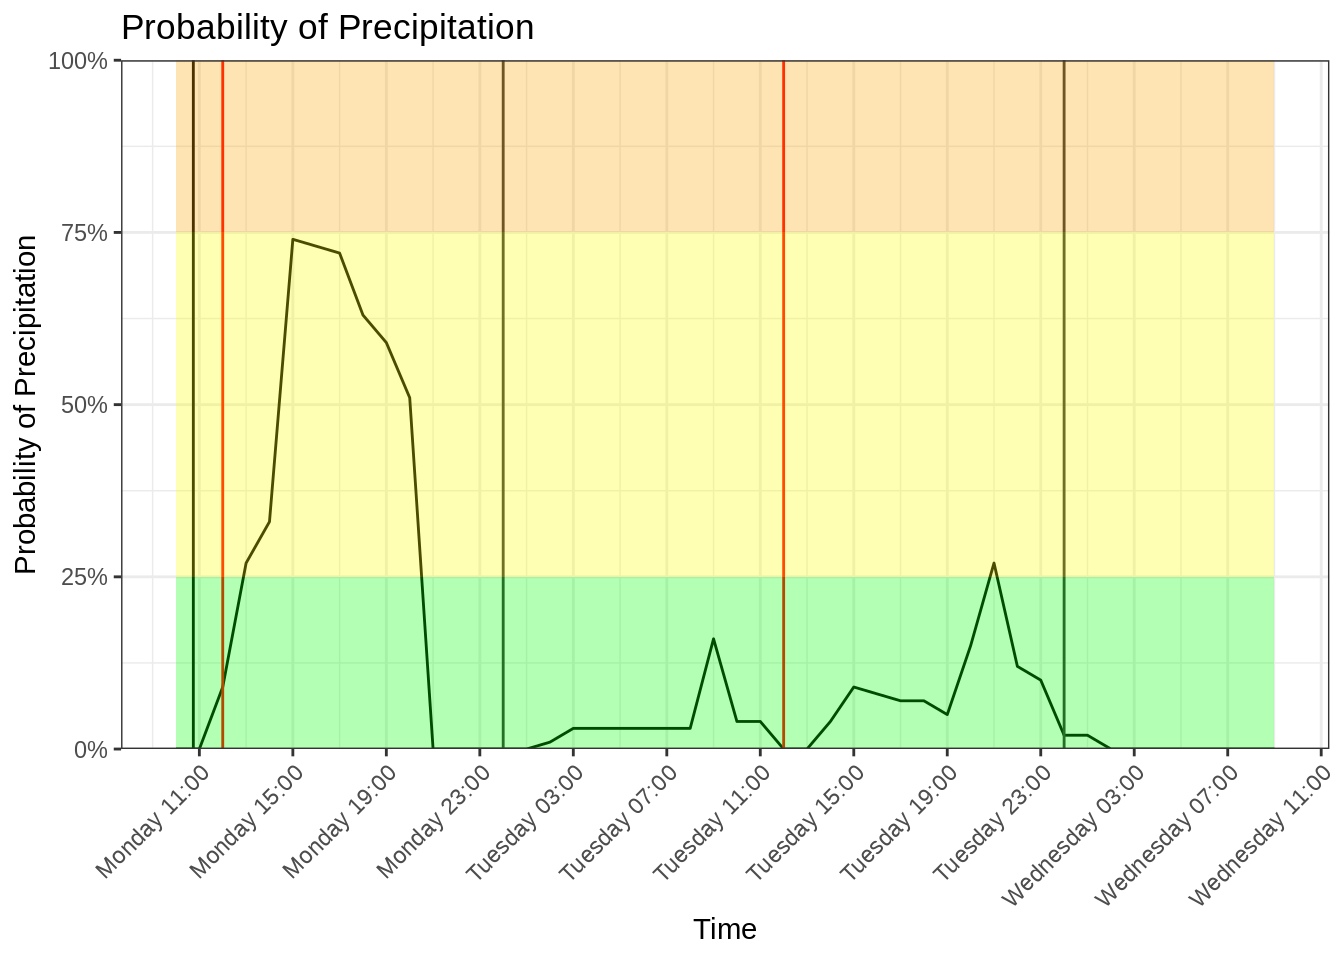 Probability of Precipitation
Probability of Precipitation
100%
75%
50%
25%
0%
Monday 11:00
Monday 15:00
Monday 19:00
Monday 23:00
Tuesday 03:00
Tuesday 07:00
Tuesday 11:00
Tuesday 15:00
Tuesday 19:00
Tuesday 23:00
Wednesday 03:00
Wednesday 07:00
Wednesday 11:00
Time